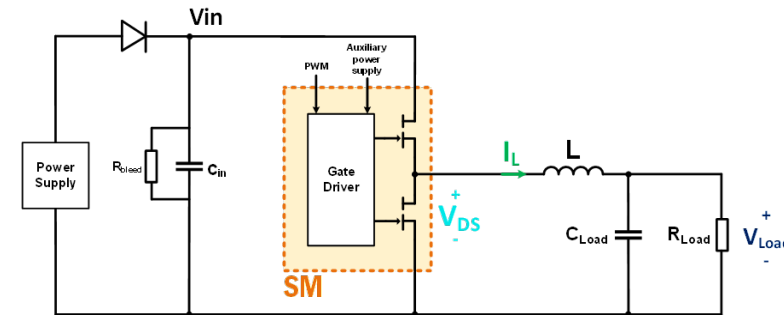 Vin
Auxiliary
power
supply
PWM
Power
Supply
Rbleed
Cin
Gate
Driver
SM
+
VDS
-
IL
L
CLoad
RLoad
+
VLoad
-